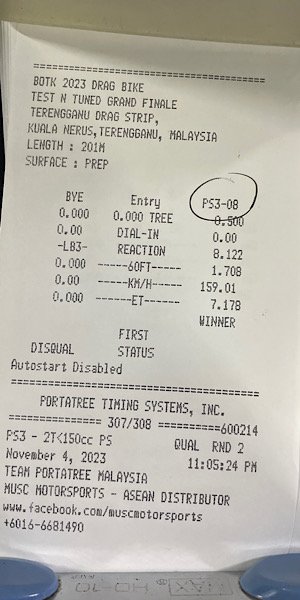 ==================================
BOTK 2023 DRAG BIKE
TEST N TUNED GRAND FINALE
TERENGGANU DRAG STRIP,
KUALA NERUS,TERENGGANU, MALAYSIA
LENGTH : 201M
SURFACE : PREP
BYE Entry PS3-08
0.000 0.000 TREE 0.500
0.00 DIAL-IN 0.00
-LB3- REACTION 8.122
0.000 ------60FT------ 1.708
0.00 ------KM/H------ 159.01
0.000 -------ET------- 7.178
WINNER
FIRST
DISQUAL STATUS
Autostart Disabled
==================================
PORTATREE TIMING SYSTEMS, INC.
============= 307/308 ==========600214
PS3 - 2T<150cc PS QUAL RND 2
November 4, 2023 11:05:24 PM
TEAM PORTATREE MALAYSIA
MUSC MOTORSPORTS - ASEAN DISTRIBUTOR
www.facebook.com/muscmotorsports
+6016-6681490